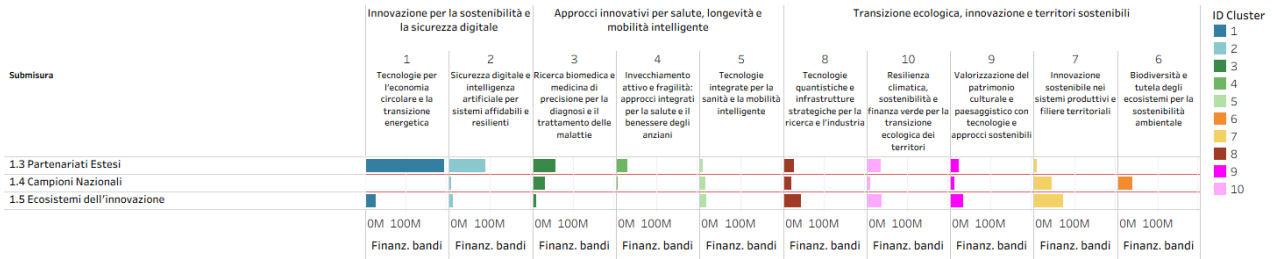 Innovazione per la sostenibilità e
la sicurezza digitale
Approcci innovativi per salute, longevità e
mobilità intelligente
Transizione ecologica, innovazione e territori sostenibili
Submisura
1
Tecnologie per
l'economia
circolare e la
transizione
energetica
2
Sicurezza digitale e
intelligenza
artificiale per
sistemi affidabili e
resilienti
3
Ricerca biomedica e
medicina di
precisione per la
diagnosi e il
trattamento delle
malattie
4
Invecchiamento
attivo e fragilità:
approcci integrati
per la salute e il
benessere degli
anziani
5
Tecnologie
integrate per la
sanità e la mobilità
intelligente
8
Tecnologie
quantistiche e
infrastrutture
strategiche per la
ricerca e l'industria
10
Resilienza
climatica,
sostenibilità e
finanza verde per la
transizione
ecologica dei
territori
9
Valorizzazione del
patrimonio
culturale e
paesaggistico con
tecnologie e
approcci sostenibili
7
Innovazione
sostenibile nei
sistemi produttivi e
filiere territoriali
6
Biodiversità e
tutela degli
ecosistemi per la
sostenibilità
ambientale
1.3 Partenariati Estesi
1.4 Campioni Nazionali
1.5 Ecosistemi dell'innovazione
0M 100M
0M 100M
0M 100M
0M 100M
0M 100M
0M 100M
0M 100M
0M 100M
0M 100M
0M 100M
Finanz. bandi
Finanz. bandi
Finanz. bandi
Finanz. bandi
Finanz. bandi
Finanz. bandi
Finanz. bandi
Finanz. bandi
Finanz. bandi
Finanz. bandi
ID Cluster
1
2
3
4
5
6
7
8
9
10